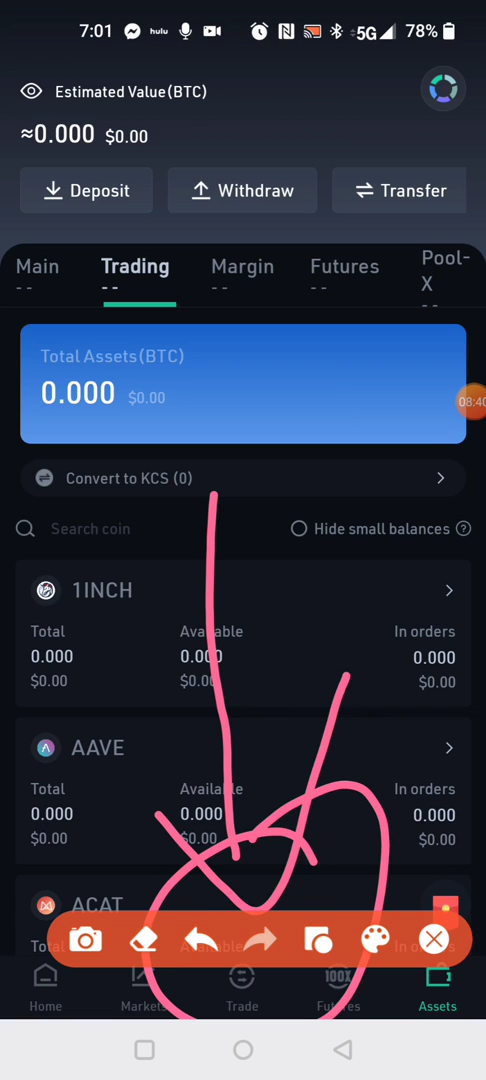 7:01 hulu 5G 78%
Estimated Value(BTC)
≈0.000 $0.00
Deposit Withdraw Transfer
Main Trading Margin Futures Pool-X
-- -- -- -- --
Total Assets(BTC)
0.000 $0.00
08:40
Convert to KCS (0)
Search coin Hide small balances ?
1INCH
Total Available In orders
0.000 0.000 0.000
$0.00 $0.00 $0.00
AAVE
Total Available In orders
0.000 0.000 0.000
$0.00 $0.00 $0.00
ACAT
100X
Home Markets Trade Futures Assets